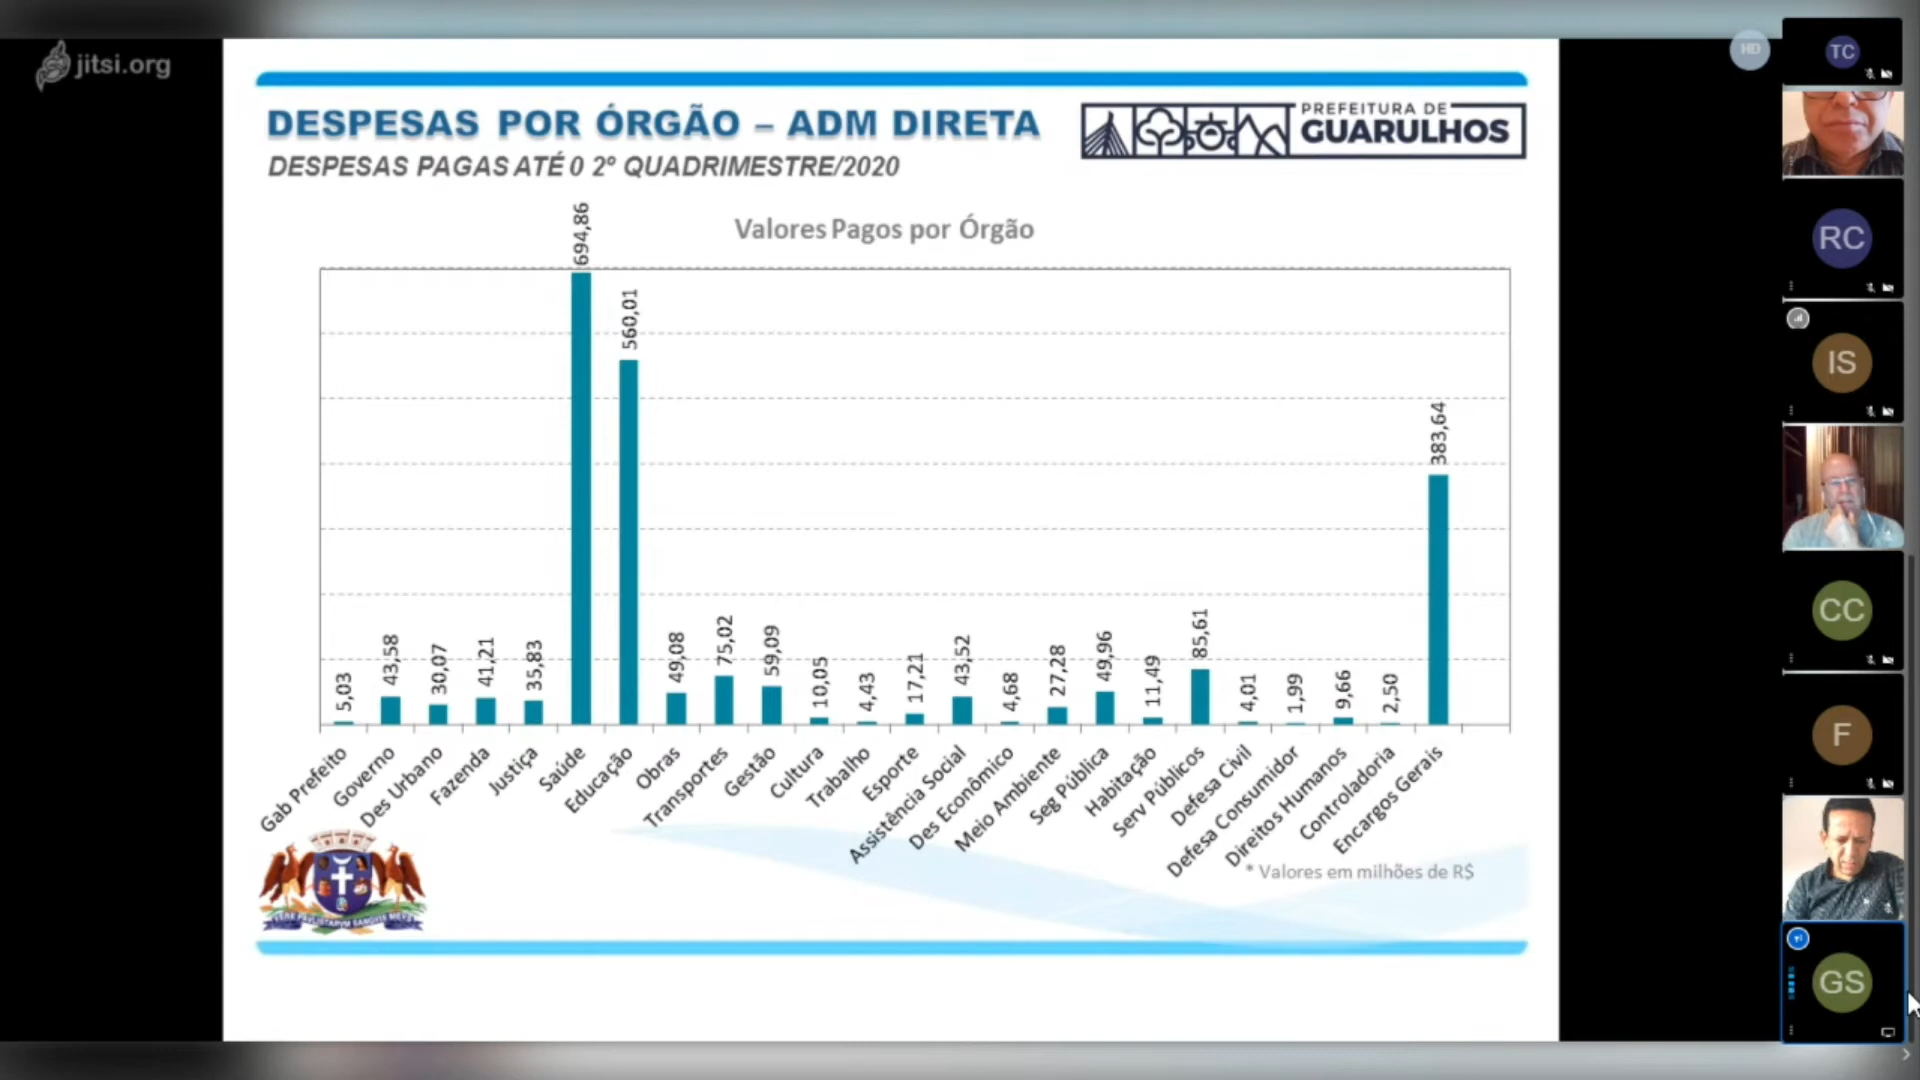 jitsi.org
HD
DESPESAS POR ÓRGÃO – ADM DIRETA
DESPESAS PAGAS ATÉ 0 2º QUADRIMESTRE/2020
PREFEITURA DE
GUARULHOS
Valores Pagos por Órgão
5,03
43,58
30,07
41,21
35,83
694,86
560,01
49,08
75,02
59,09
10,05
4,43
17,21
43,52
4,68
27,28
49,96
11,49
85,61
4,01
1,99
9,66
2,50
383,64
Gab Prefeito
Governo
Des Urbano
Fazenda
Justiça
Saúde
Educação
Obras
Transportes
Gestão
Cultura
Trabalho
Esporte
Assistência Social
Des Econômico
Meio Ambiente
Seg Pública
Habitação
Serv Públicos
Defesa Civil
Defesa Consumidor
Direitos Humanos
Controladoria
Encargos Gerais
* Valores em milhões de R$
TC
RC
IS
CC
F
GS